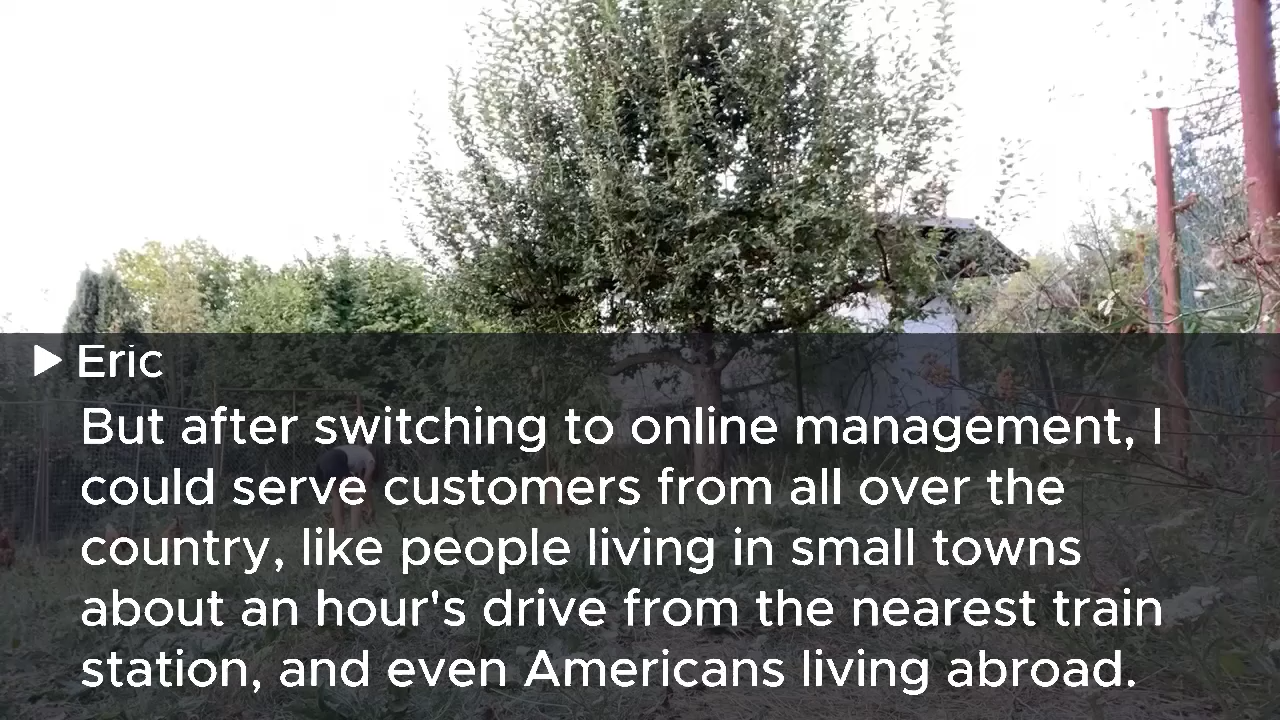 Eric
But after switching to online management, I
could serve customers from all over the
country, like people living in small towns
about an hour's drive from the nearest train
station, and even Americans living abroad.